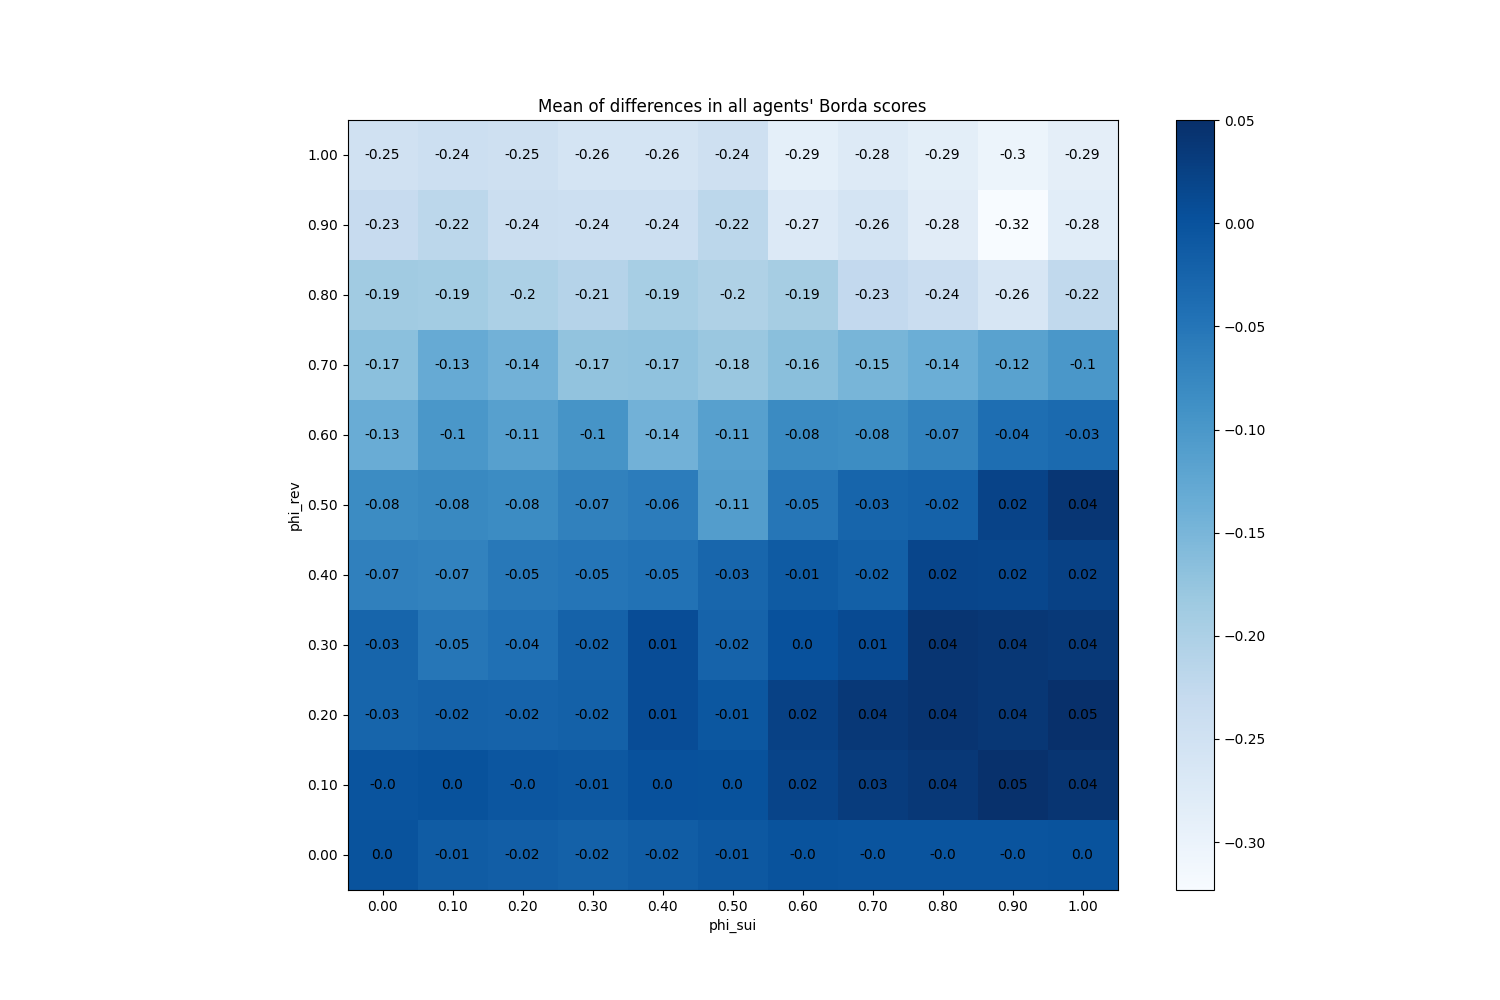 Mean of differences in all agents' Borda scores
1.00 -0.25 -0.24 -0.25 -0.26 -0.26 -0.24 -0.29 -0.28 -0.29 -0.3 -0.29
0.90 -0.23 -0.22 -0.24 -0.24 -0.24 -0.22 -0.27 -0.26 -0.28 -0.32 -0.28
0.80 -0.19 -0.19 -0.2 -0.21 -0.19 -0.2 -0.19 -0.23 -0.24 -0.26 -0.22
0.70 -0.17 -0.13 -0.14 -0.17 -0.17 -0.18 -0.16 -0.15 -0.14 -0.12 -0.1
0.60 -0.13 -0.1 -0.11 -0.1 -0.14 -0.11 -0.08 -0.08 -0.07 -0.04 -0.03
phi_rev
0.50 -0.08 -0.08 -0.08 -0.07 -0.06 -0.11 -0.05 -0.03 -0.02 0.02 0.04
0.40 -0.07 -0.07 -0.05 -0.05 -0.05 -0.03 -0.01 -0.02 0.02 0.02 0.02
0.30 -0.03 -0.05 -0.04 -0.02 0.01 -0.02 0.0 0.01 0.04 0.04 0.04
0.20 -0.03 -0.02 -0.02 -0.02 0.01 -0.01 0.02 0.04 0.04 0.04 0.05
0.10 -0.0 0.0 -0.0 -0.01 0.0 0.0 0.02 0.03 0.04 0.05 0.04
0.00 0.0 -0.01 -0.02 -0.02 -0.02 -0.01 -0.0 -0.0 -0.0 -0.0 0.0
0.00 0.10 0.20 0.30 0.40 0.50 0.60 0.70 0.80 0.90 1.00
phi_sui
0.05
0.00
−0.05
−0.10
−0.15
−0.20
−0.25
−0.30